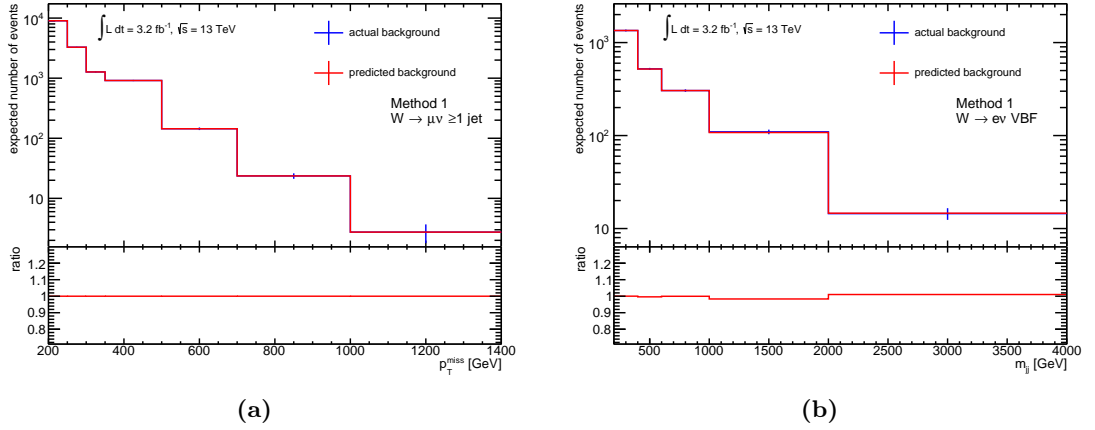 expected number of events
10⁴
10³
10²
10
∫ L dt = 3.2 fb⁻¹, √s = 13 TeV
actual background
predicted background
Method 1
W → μν ≥1 jet
ratio
1.2
1.1
1
0.9
0.8
200 400 600 800 1000 1200 1400
p_T^miss [GeV]
(a)
expected number of events
10³
10²
10
∫ L dt = 3.2 fb⁻¹, √s = 13 TeV
actual background
predicted background
Method 1
W → eν VBF
ratio
1.2
1.1
1
0.9
0.8
500 1000 1500 2000 2500 3000 3500 4000
m_jj [GeV]
(b)